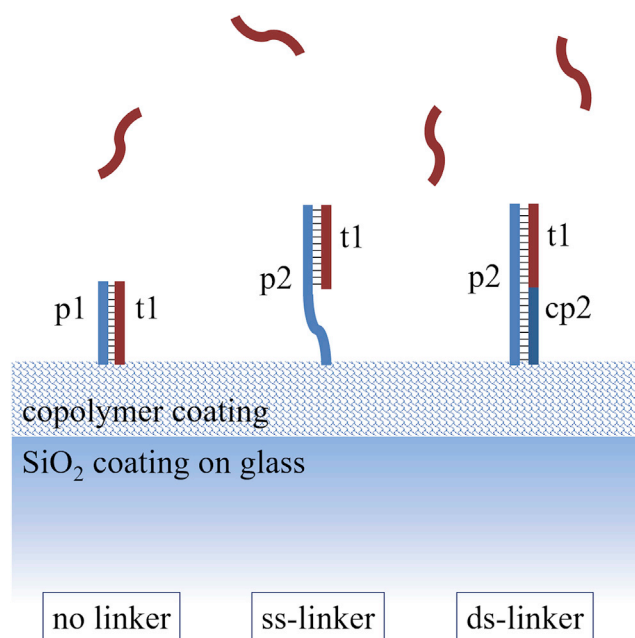 t1
t1
p2
p2
p1
t1
cp2
copolymer coating
SiO₂ coating on glass
no linker
ss-linker
ds-linker